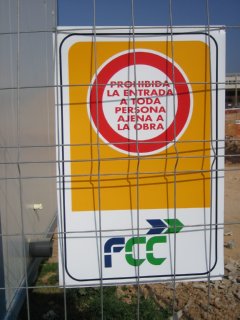 PROHIBIDA
LA ENTRADA
A TODA
PERSONA
AJENA A
LA OBRA
FCC